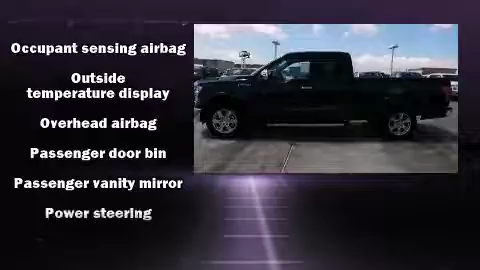 Occupant sensing airbag
Outside
temperature display
Overhead airbag
Passenger door bin
Passenger vanity mirror
Power steering